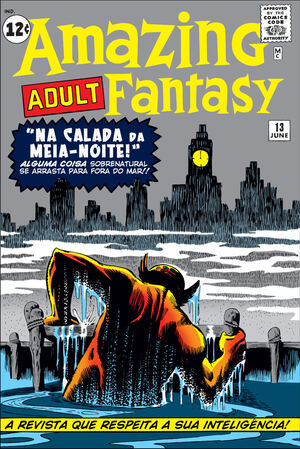 IND.
12¢
APPROVED
BY THE
COMICS
CODE
AUTHORITY
Amazing
ADULT
Fantasy
M
C
13
JUNE
"NA CALADA DA
MEIA-NOITE!"
ALGUMA COISA SOBRENATURAL
SE ARRASTA PARA FORA DO MAR!!
A REVISTA QUE RESPEITA A SUA INTELIGÊNCIA!